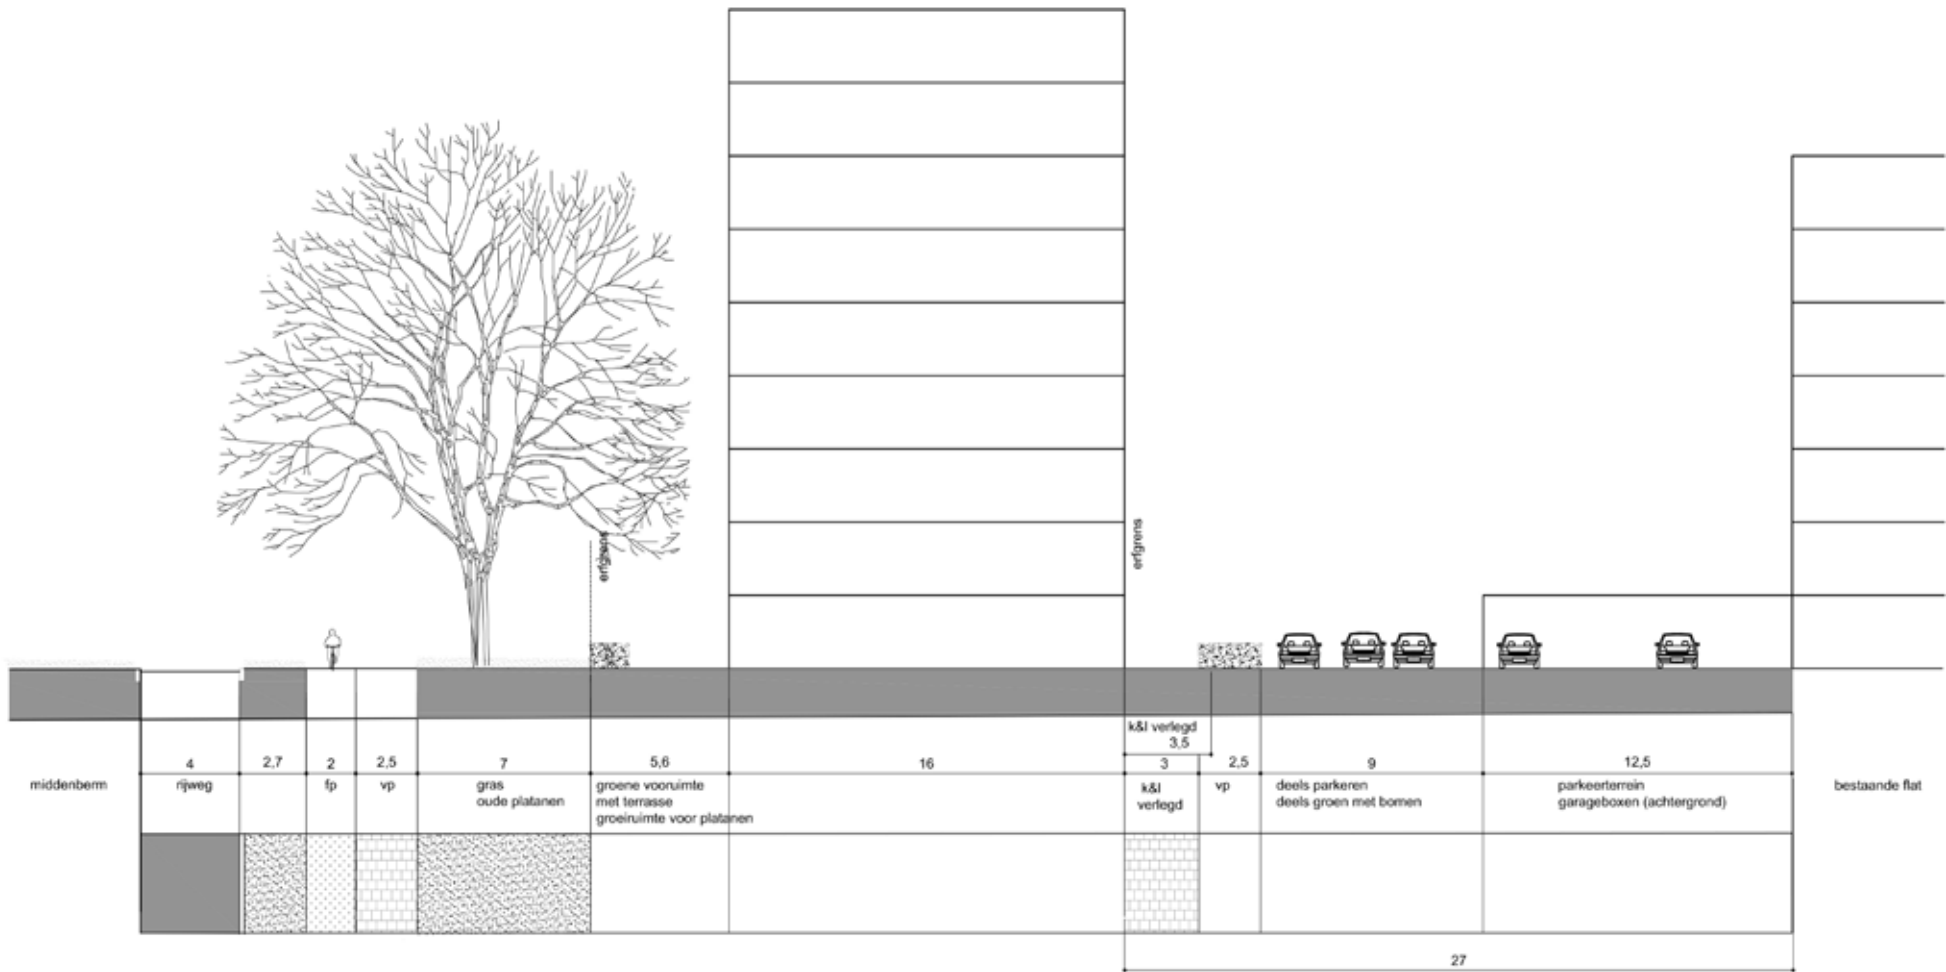 erfgrens
erfgrens
k&l verlegd
3,5
4
2,7
2
2,5
7
5,6
16
3
2,5
9
12,5
middenberm
rijweg
fp
vp
gras
oude platanen
groene vooruimte
met terrasse
groeiruimte voor platanen
k&l
verlegd
vp
deels parkeren
deels groen met bomen
parkeerterrein
garageboxen (achtergrond)
bestaande flat
27